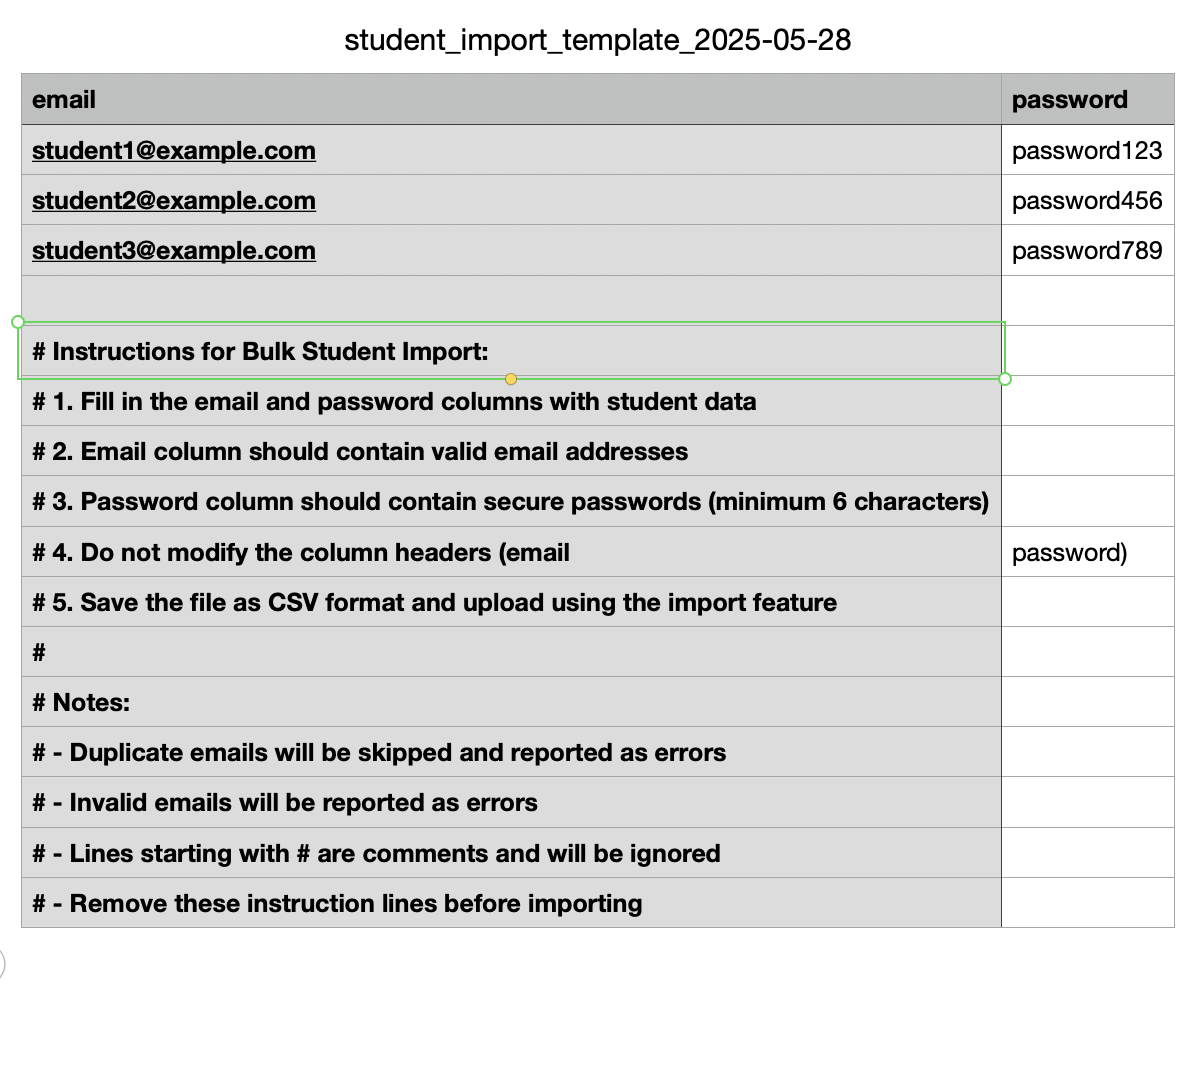 student_import_template_2025-05-28
email password
student1@example.com password123
student2@example.com password456
student3@example.com password789
# Instructions for Bulk Student Import:
# 1. Fill in the email and password columns with student data
# 2. Email column should contain valid email addresses
# 3. Password column should contain secure passwords (minimum 6 characters)
# 4. Do not modify the column headers (email password)
# 5. Save the file as CSV format and upload using the import feature
#
# Notes:
# - Duplicate emails will be skipped and reported as errors
# - Invalid emails will be reported as errors
# - Lines starting with # are comments and will be ignored
# - Remove these instruction lines before importing